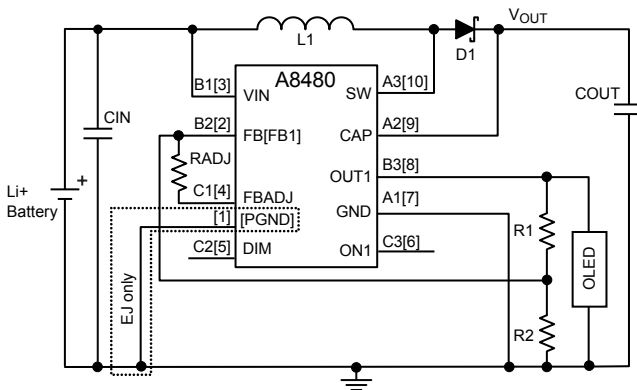 L1
D1
VOUT
A8480
B1[3]
VIN
SW
A3[10]
CIN
COUT
B2[2]
FB[FB1]
CAP
A2[9]
RADJ
Li+
Battery
+
C1[4]
FBADJ
OUT1
B3[8]
[1]
[PGND]
GND
A1[7]
C2[5]
DIM
ON1
C3[6]
R1
OLED
EJ only
R2